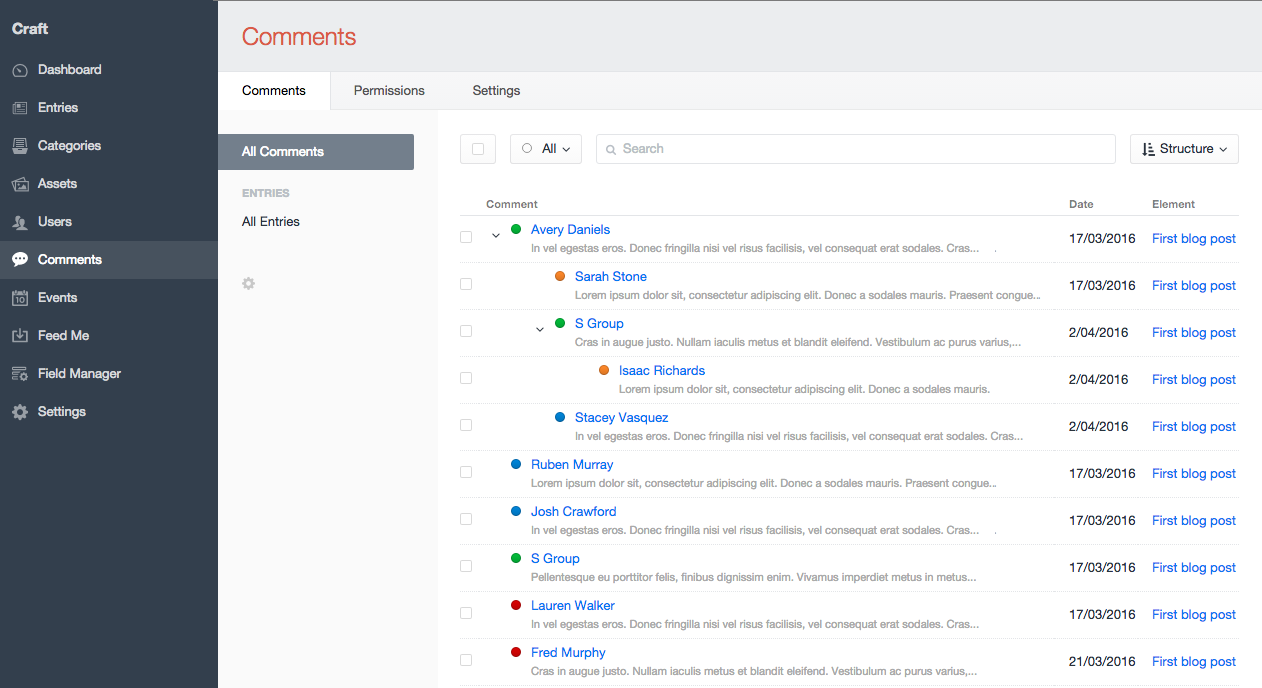 Craft
Dashboard
Entries
Categories
Assets
Users
Comments
10
Events
Feed Me
Field Manager
Settings
Comments
Comments Permissions Settings
All Comments
ENTRIES
All Entries
All Search Structure
Comment Date Element
Avery Daniels
In vel egestas eros. Donec fringilla nisi vel risus facilisis, vel consequat erat sodales. Cras... .
17/03/2016 First blog post
Sarah Stone
Lorem ipsum dolor sit, consectetur adipiscing elit. Donec a sodales mauris. Praesent congue...
17/03/2016 First blog post
S Group
Cras in augue justo. Nullam iaculis metus et blandit eleifend. Vestibulum ac purus varius,...
2/04/2016 First blog post
Isaac Richards
Lorem ipsum dolor sit, consectetur adipiscing elit. Donec a sodales mauris.
2/04/2016 First blog post
Stacey Vasquez
In vel egestas eros. Donec fringilla nisi vel risus facilisis, vel consequat erat sodales. Cras...
2/04/2016 First blog post
Ruben Murray
Lorem ipsum dolor sit, consectetur adipiscing elit. Donec a sodales mauris. Praesent congue...
17/03/2016 First blog post
Josh Crawford
In vel egestas eros. Donec fringilla nisi vel risus facilisis, vel consequat erat sodales. Cras... .
17/03/2016 First blog post
S Group
Pellentesque eu porttitor felis, finibus dignissim enim. Vivamus imperdiet metus in metus...
17/03/2016 First blog post
Lauren Walker
In vel egestas eros. Donec fringilla nisi vel risus facilisis, vel consequat erat sodales. Cras...
17/03/2016 First blog post
Fred Murphy
Cras in augue justo. Nullam iaculis metus et blandit eleifend. Vestibulum ac purus varius,...
21/03/2016 First blog post